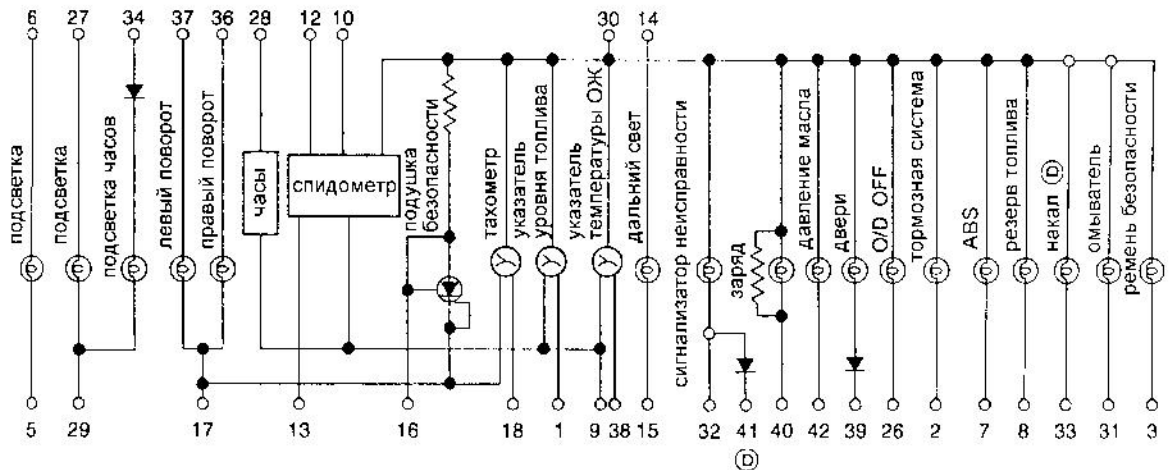 6 27 34 37 36 28 12 10 30 14
подсветка
подсветка
подсветка часов
левый поворот
правый поворот
часы
спидометр
подушка
безопасности
тахометр
указатель
уровня топлива
указатель
температуры ОЖ
дальний свет
сигнализатор неисправности
заряд
давление масла
двери
O/D OFF
тормозная система
ABS
резерв топлива
накал D
омыватель
ремень безопасности
У У У
5 29 17 13 16 18 1 9 38 15 32 41 40 42 39 26 2 7 8 33 31 3
D